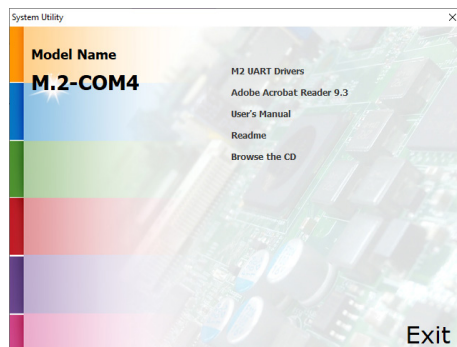 System Utility
Model Name
M.2-COM4
M2 UART Drivers
Adobe Acrobat Reader 9.3
User's Manual
Readme
Browse the CD
Exit